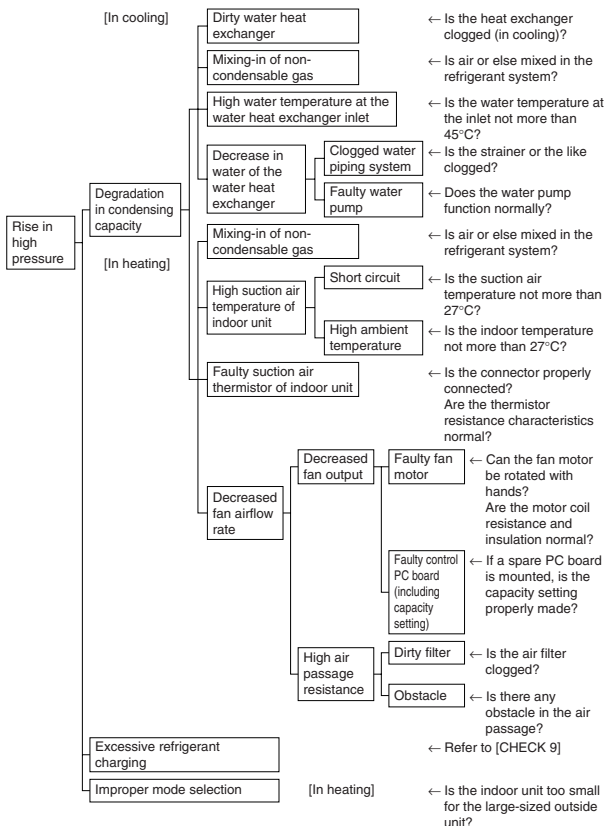 [In cooling]
Dirty water heat
exchanger
← Is the heat exchanger
clogged (in cooling)?
Mixing-in of non-
condensable gas
← Is air or else mixed in the
refrigerant system?
High water temperature at the
water heat exchanger inlet
← Is the water temperature at
the inlet not more than
45°C?
Decrease in
water of the
water heat
exchanger
Clogged water
piping system
← Is the strainer or the like
clogged?
Faulty water
pump
← Does the water pump
function normally?
Rise in
high
pressure
Degradation
in condensing
capacity
[In heating]
Mixing-in of non-
condensable gas
← Is air or else mixed in the
refrigerant system?
High suction air
temperature of
indoor unit
Short circuit
← Is the suction air
temperature not more than
27°C?
High ambient
temperature
← Is the indoor temperature
not more than 27°C?
Faulty suction air
thermistor of indoor unit
← Is the connector properly
connected?
Are the thermistor
resistance characteristics
normal?
Decreased
fan airflow
rate
Decreased
fan output
Faulty fan
motor
← Can the fan motor
be rotated with
hands?
Are the motor coil
resistance and
insulation normal?
Faulty control
PC board
(including
capacity
setting)
← If a spare PC board
is mounted, is the
capacity setting
properly made?
High air
passage
resistance
Dirty filter
← Is the air filter
clogged?
Obstacle
← Is there any
obstacle in the air
passage?
Excessive refrigerant
charging
← Refer to [CHECK 9]
Improper mode selection
[In heating]
← Is the indoor unit too small
for the large-sized outside
unit?